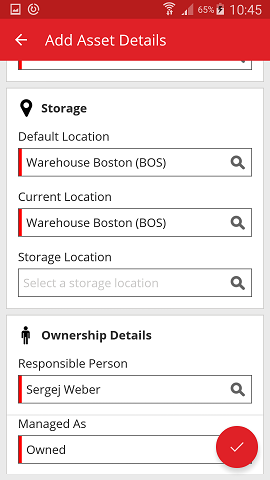 65% 10:45
Add Asset Details
Storage
Default Location
Warehouse Boston (BOS)
Current Location
Warehouse Boston (BOS)
Storage Location
Select a storage location
Ownership Details
Responsible Person
Sergej Weber
Managed As
Owned